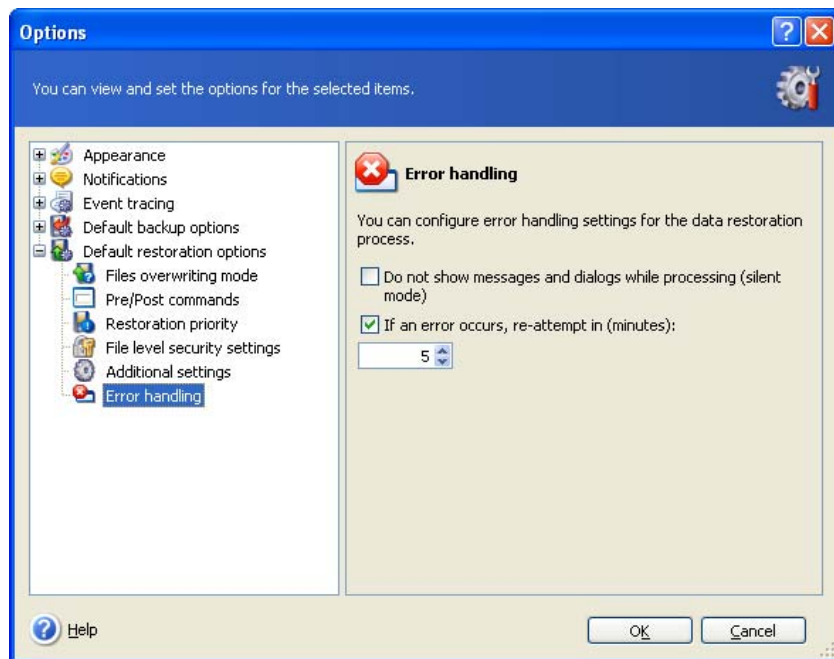 Options
You can view and set the options for the selected items.
Appearance
Notifications
Event tracing
Default backup options
Default restoration options
Files overwriting mode
Pre/Post commands
Restoration priority
File level security settings
Additional settings
Error handling
Error handling
You can configure error handling settings for the data restoration
process.
Do not show messages and dialogs while processing (silent
mode)
If an error occurs, re-attempt in (minutes):
5
Help
OK
Cancel